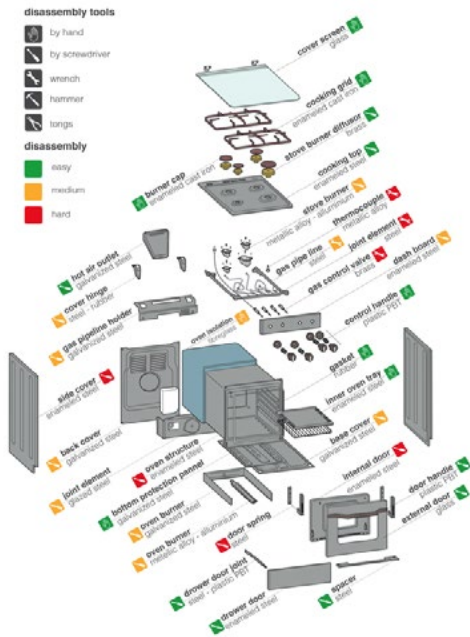 disassembly tools
by hand
by screwdriver
wrench
hammer
tongs
disassembly
easy
medium
hard
cover screen
glass
cooking grid
enameled cast iron
stove burner diffusor
brass
burner cap
enameled cast iron
cooking top
enameled steel
stove burner
metallic alloy - alluminium
thermocouple
metallic alloy
hot air outlet
galvanized steel
gas pipe line
steel
joint element
steel
cover hinge
steel - rubber
gas control valve
brass
dash board
enameled steel
gas pipeline holder
galvanized steel
oven isolation
fibreglass
control handle
plastic PBT
gasket
rubber
side cover
enameled steel
inner oven tray
enameled steel
back cover
galvanized steel
base cover
galvanized steel
joint element
glazed steel
oven structure
enameled steel
internal door
enameled steel
bottom protection pannel
galvanized steel
door handle
plastic PBT
oven burner
galvanized steel
external door
glass
oven burner
metallic alloy - alluminium
door spring
steel
drower door joint
steel - plastic PBT
spacer
steel
drower door
enameled steel